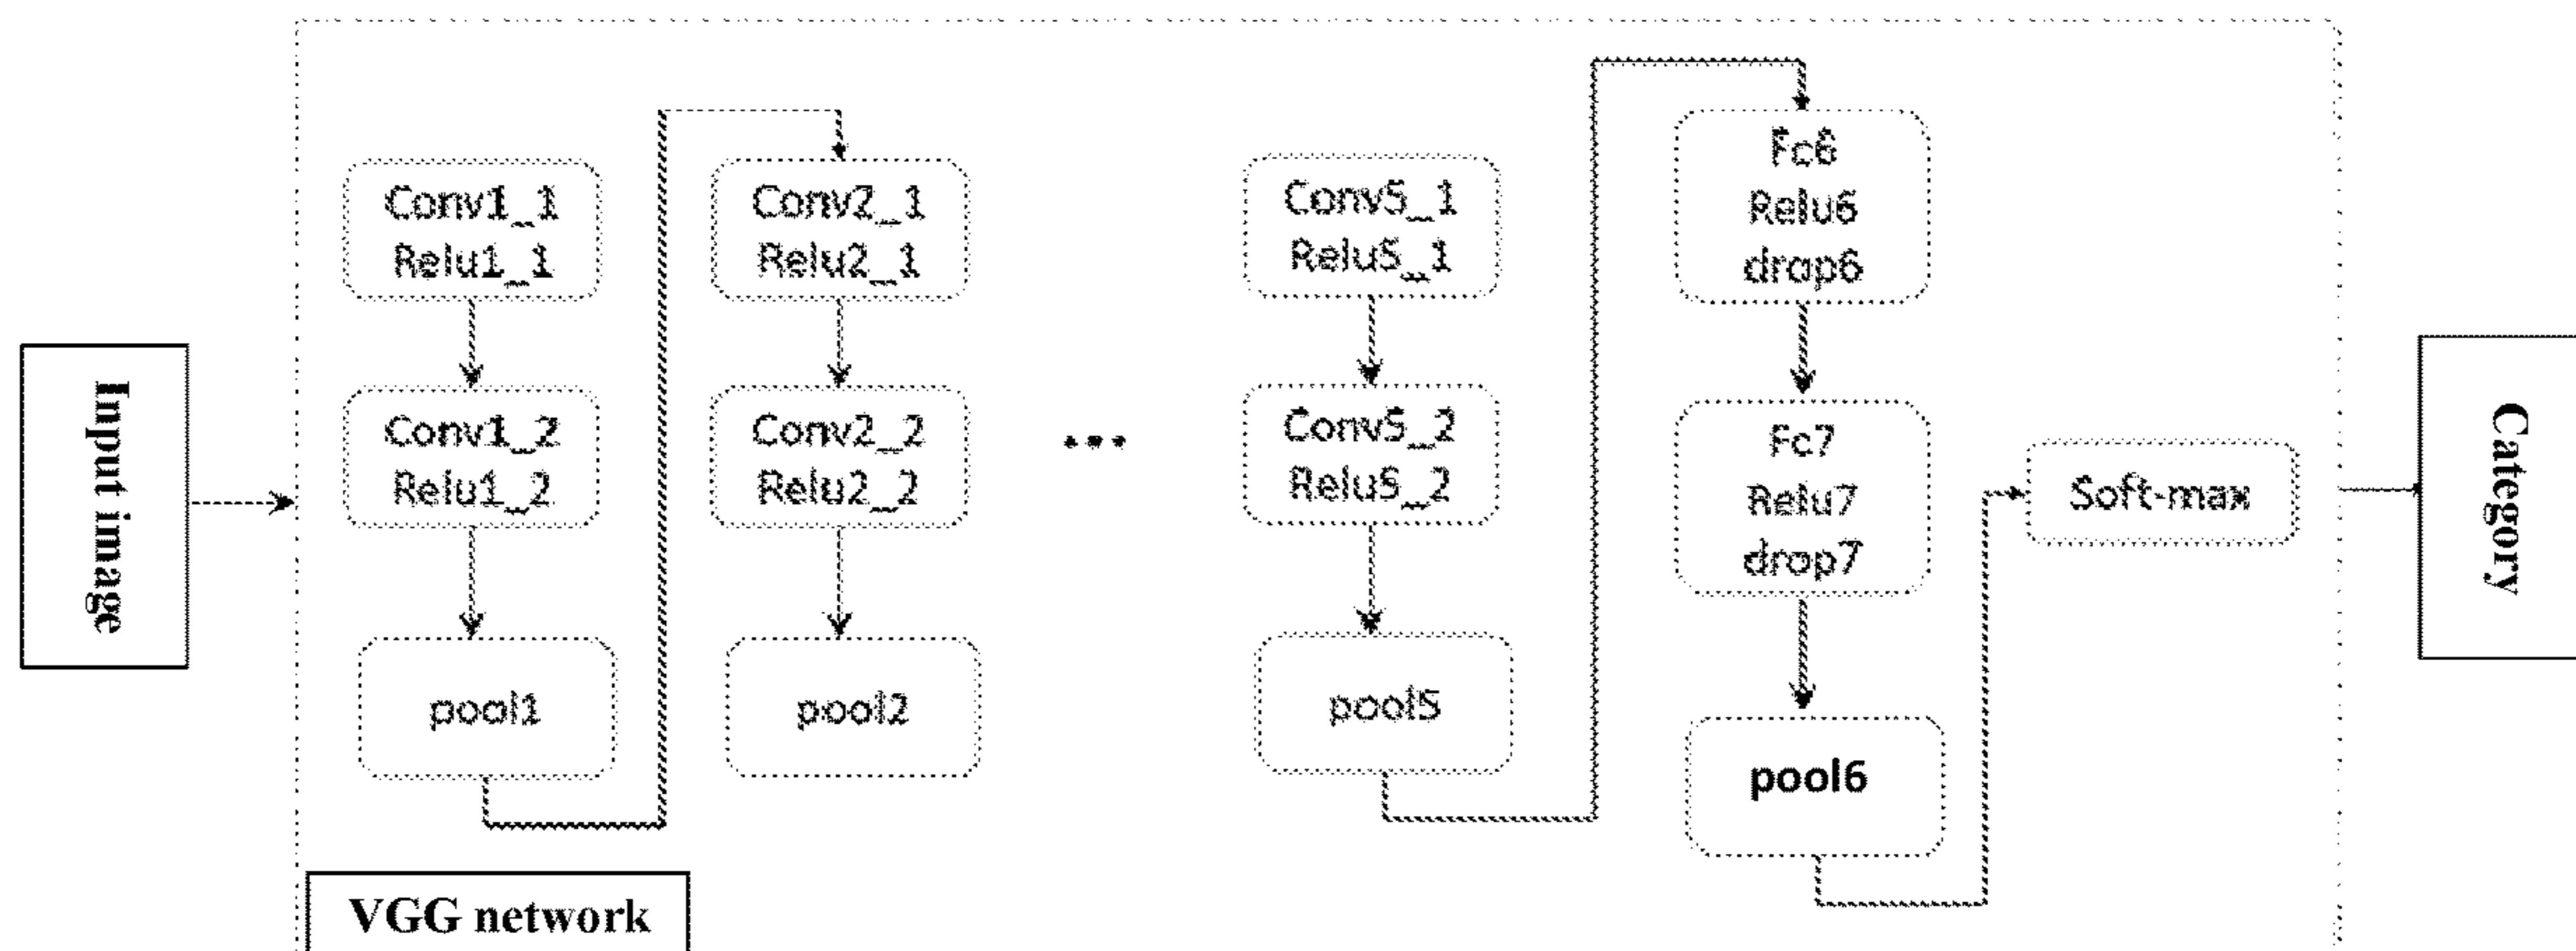 Input image
Conv1_1
Relu1_1
Conv1_2
Relu1_2
pool1
Conv2_1
Relu2_1
Conv2_2
Relu2_2
pool2
...
Conv5_1
Relu5_1
Conv5_2
Relu5_2
pool5
Fc6
Relu6
drop6
Fc7
Relu7
drop7
pool6
Soft-max
Category
VGG network